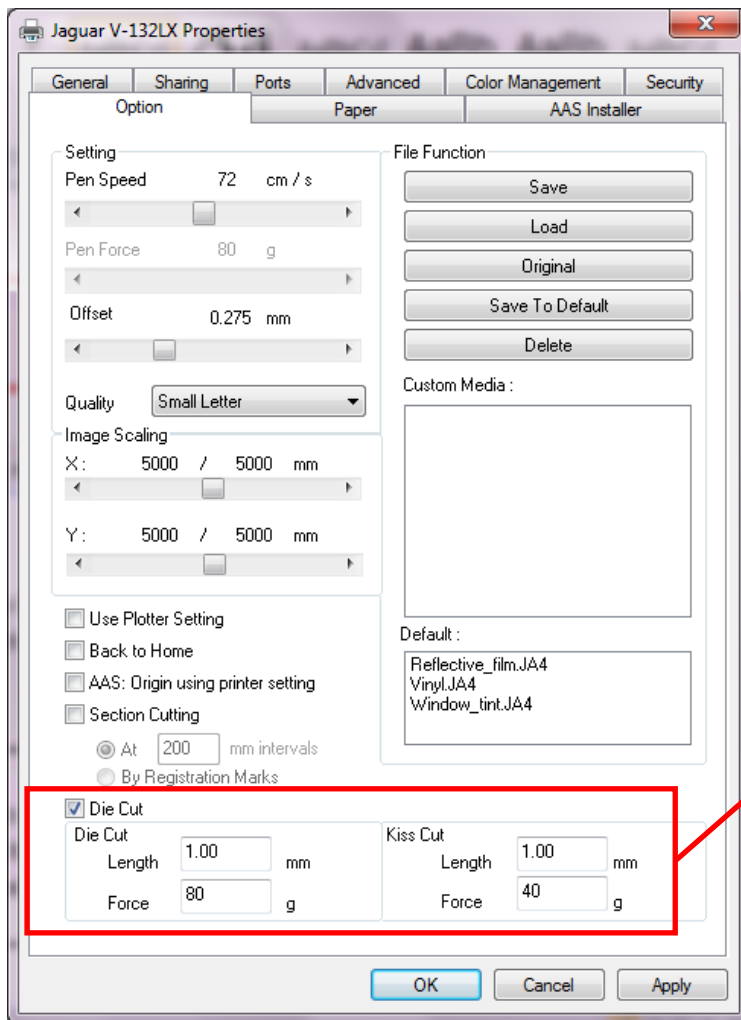 Jaguar V-132LX Properties
General Sharing Ports Advanced Color Management Security
Option Paper AAS Installer
Setting
Pen Speed 72 cm / s
Pen Force 80 g
Offset 0.275 mm
Quality Small Letter
Image Scaling
X : 5000 / 5000 mm
Y : 5000 / 5000 mm
Use Plotter Setting
Back to Home
AAS: Origin using printer setting
Section Cutting
At 200 mm intervals
By Registration Marks
File Function
Save
Load
Original
Save To Default
Delete
Custom Media :
Default :
Reflective_film.JA4
Vinyl.JA4
Window_tint.JA4
Die Cut
Die Cut
Length 1.00 mm
Force 80 g
Kiss Cut
Length 1.00 mm
Force 40 g
OK Cancel Apply